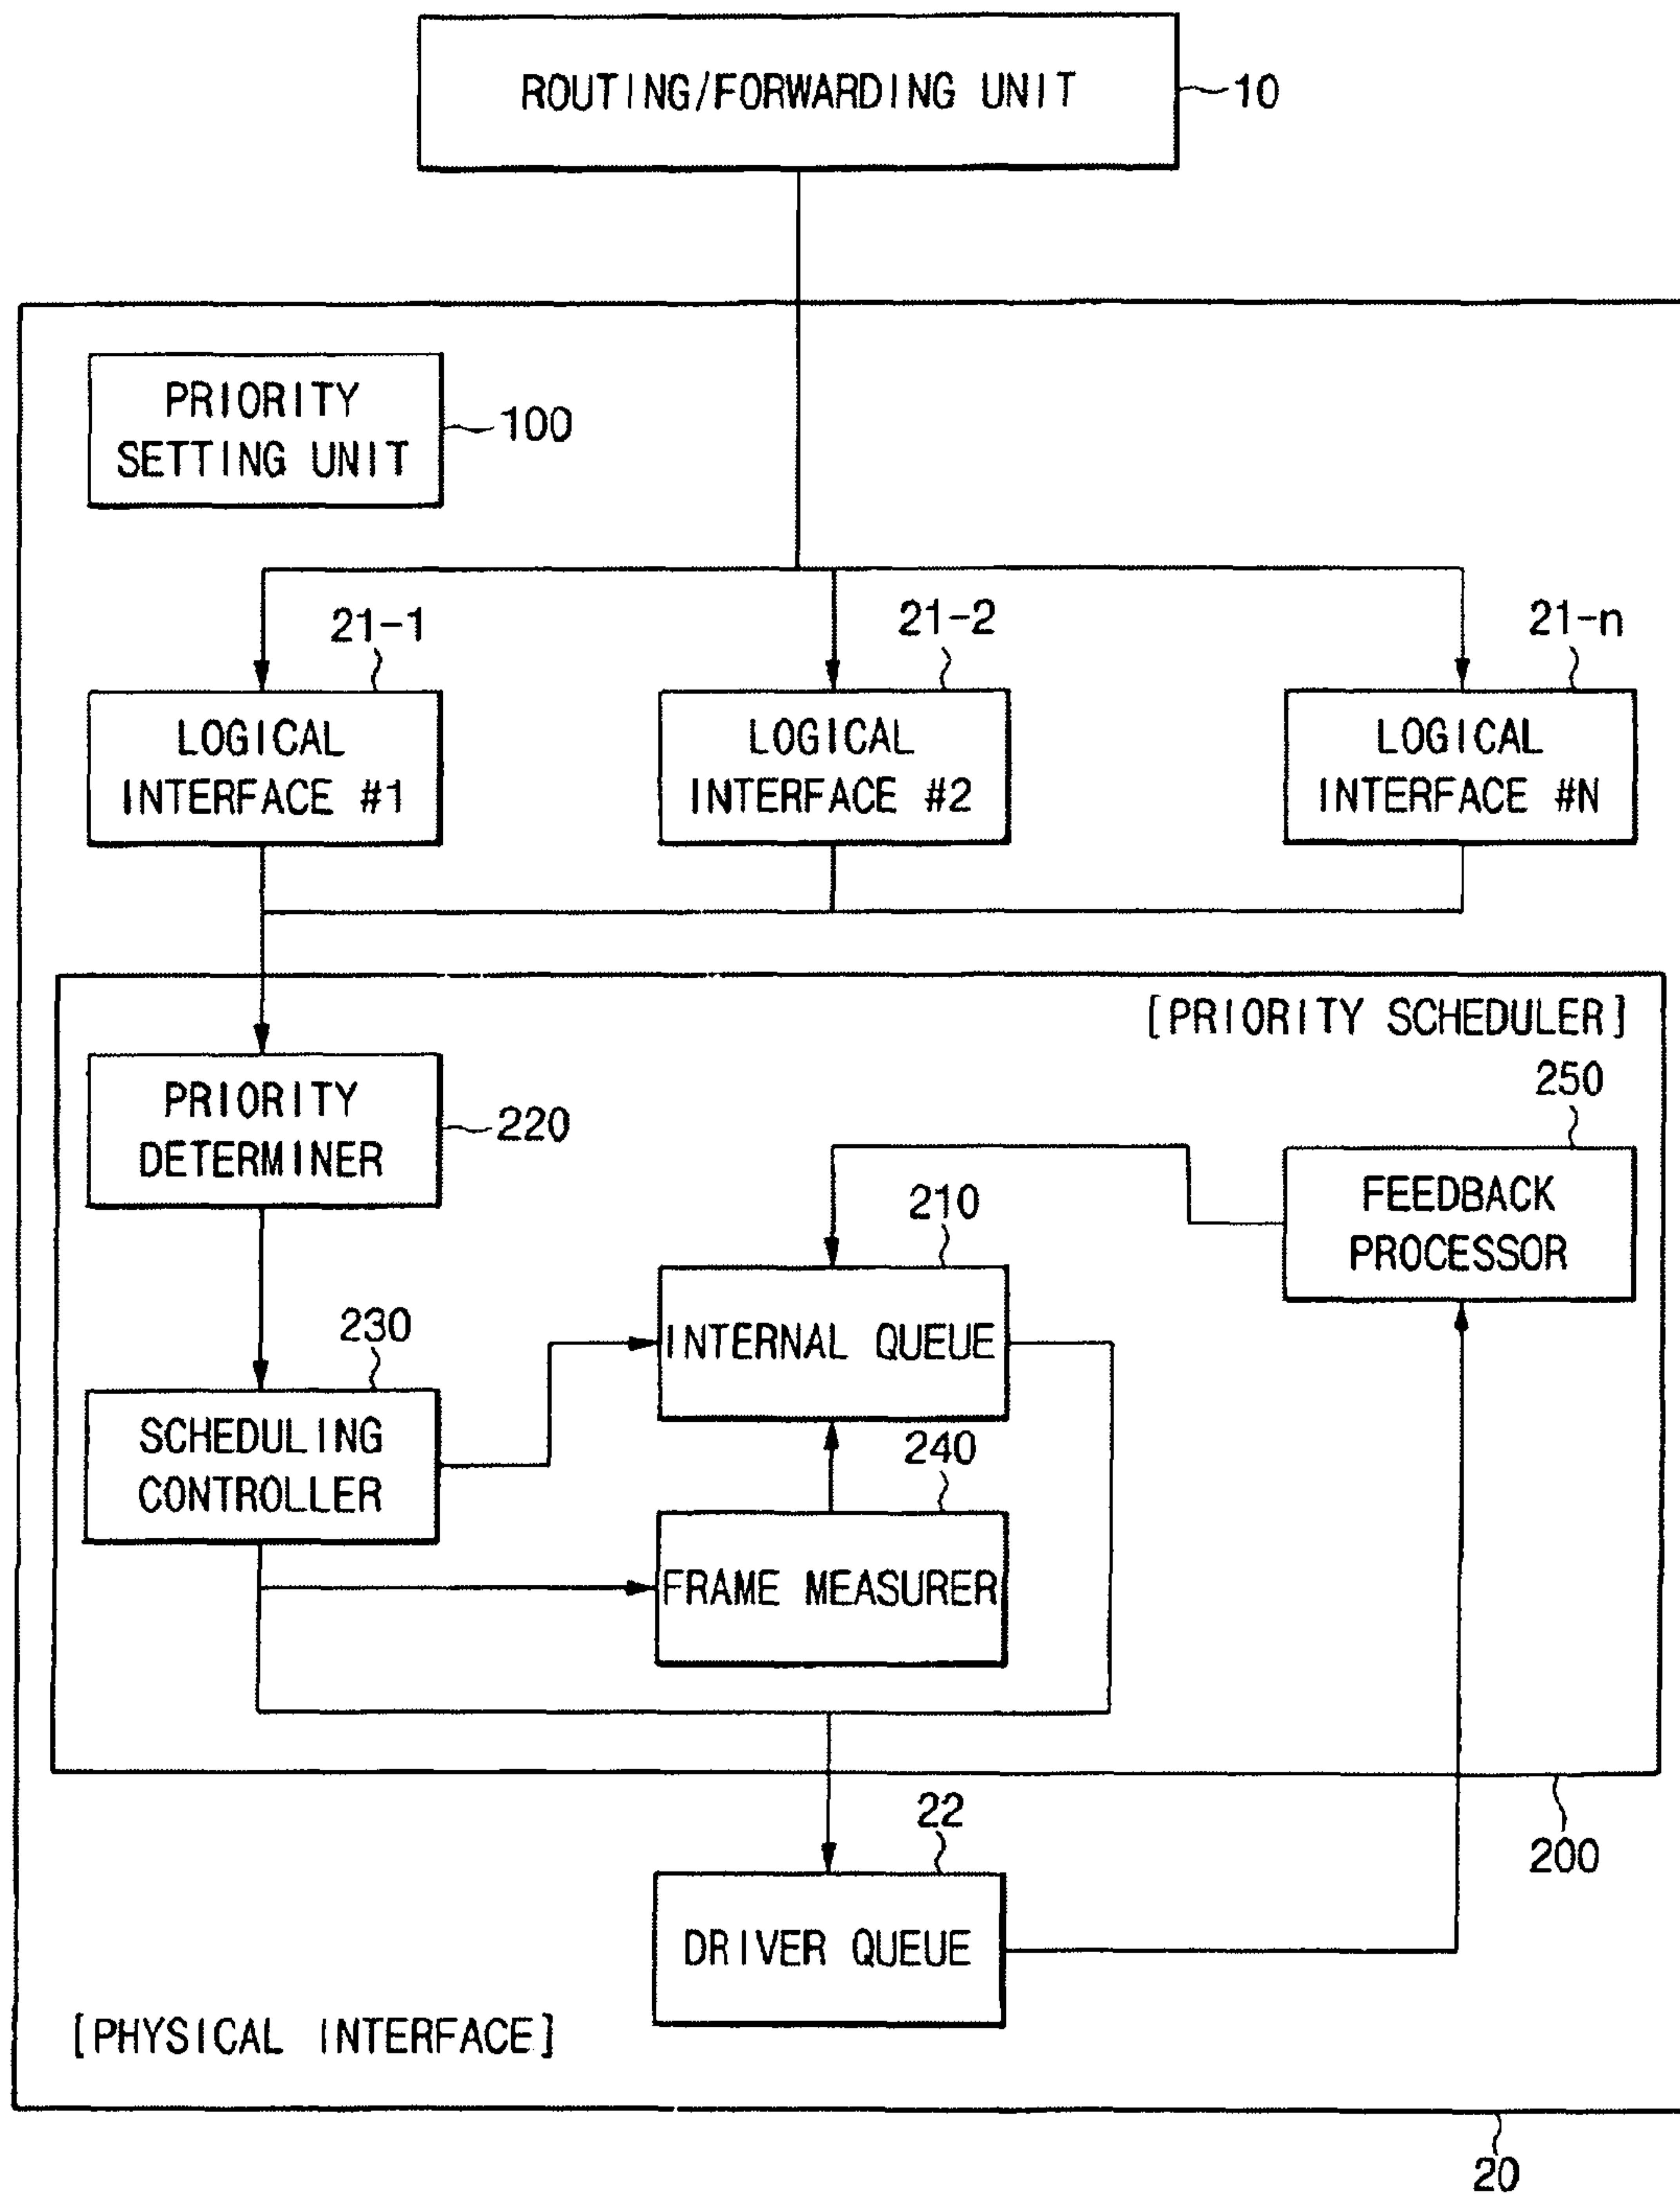 ROUTING/FORWARDING UNIT
10
PRIORITY
SETTING UNIT
100
21-1
21-2
21-n
LOGICAL
INTERFACE #1
LOGICAL
INTERFACE #2
LOGICAL
INTERFACE #N
[PRIORITY SCHEDULER]
PRIORITY
DETERMINER
220
250
FEEDBACK
PROCESSOR
210
INTERNAL QUEUE
230
SCHEDULING
CONTROLLER
240
FRAME MEASURER
200
22
DRIVER QUEUE
[PHYSICAL INTERFACE]
20